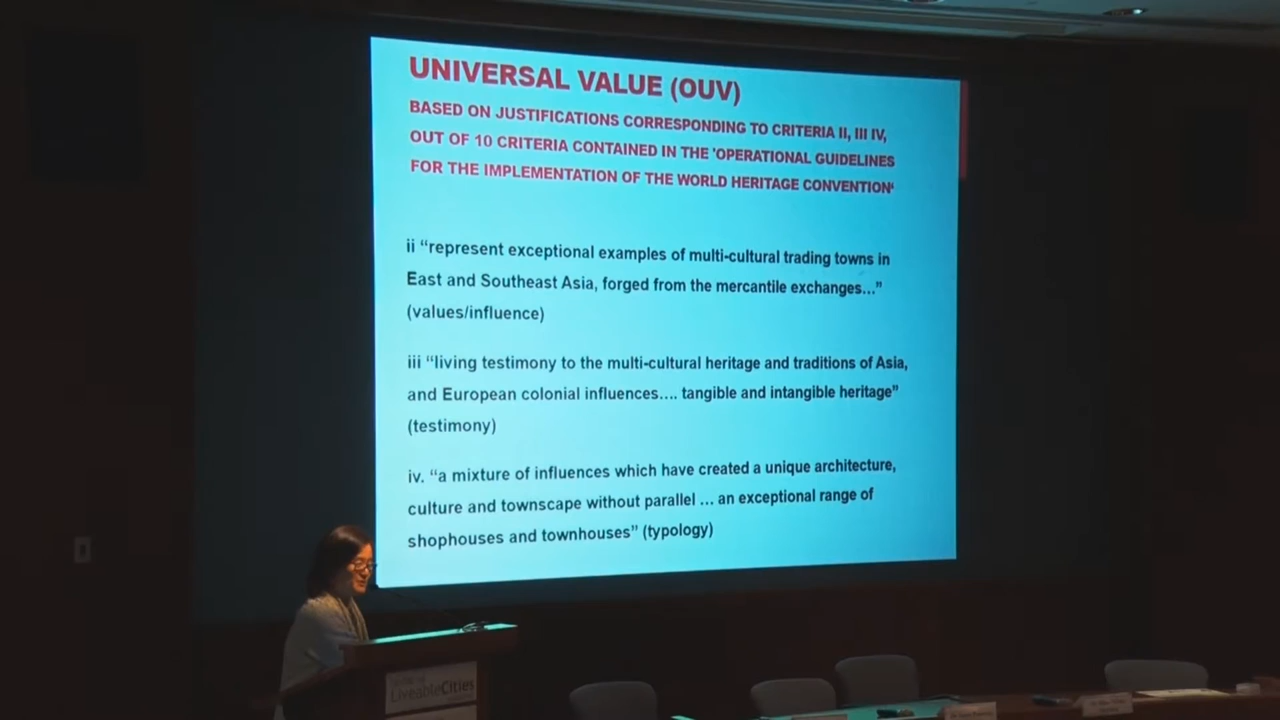 UNIVERSAL VALUE (OUV)
BASED ON JUSTIFICATIONS CORRESPONDING TO CRITERIA II, III IV,
OUT OF 10 CRITERIA CONTAINED IN THE 'OPERATIONAL GUIDELINES
FOR THE IMPLEMENTATION OF THE WORLD HERITAGE CONVENTION'
ii “represent exceptional examples of multi-cultural trading towns in
East and Southeast Asia, forged from the mercantile exchanges...”
(values/influence)
iii “living testimony to the multi-cultural heritage and traditions of Asia,
and European colonial influences.... tangible and intangible heritage”
(testimony)
iv. “a mixture of influences which have created a unique architecture,
culture and townscape without parallel ... an exceptional range of
shophouses and townhouses” (typology)
LiveableCities